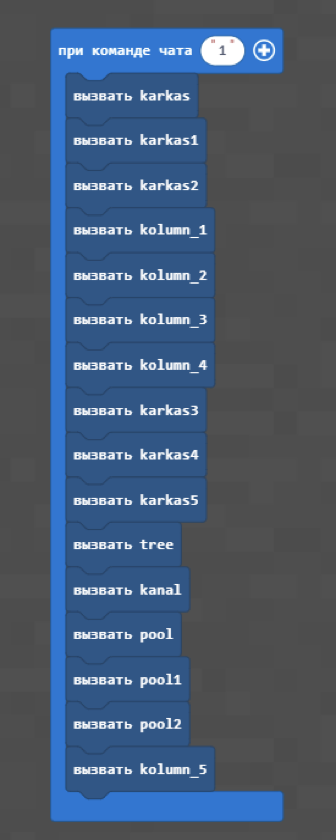 при команде чата "1"
вызвать karkas
вызвать karkas1
вызвать karkas2
вызвать kolumn_1
вызвать kolumn_2
вызвать kolumn_3
вызвать kolumn_4
вызвать karkas3
вызвать karkas4
вызвать karkas5
вызвать tree
вызвать kanal
вызвать pool
вызвать pool1
вызвать pool2
вызвать kolumn_5